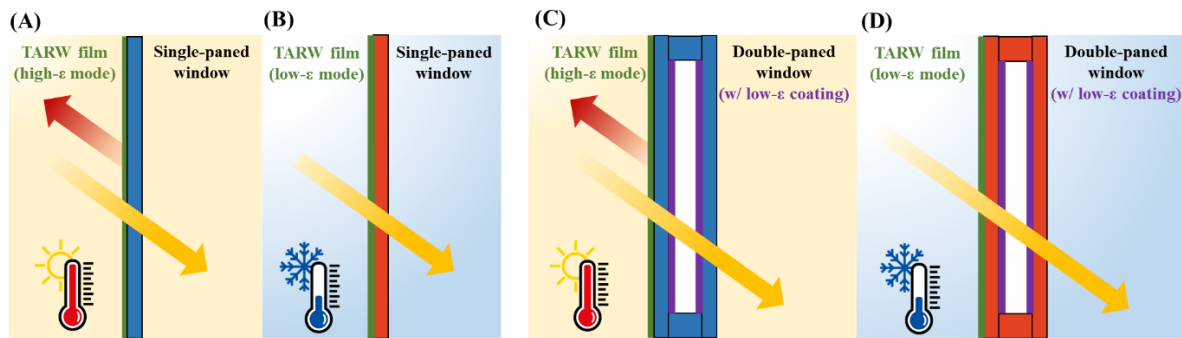 (A)
TARW film
(high-ε mode)
Single-paned
window
(B)
TARW film
(low-ε mode)
Single-paned
window
(C)
TARW film
(high-ε mode)
Double-paned
window
(w/ low-ε coating)
(D)
TARW film
(low-ε mode)
Double-paned
window
(w/ low-ε coating)